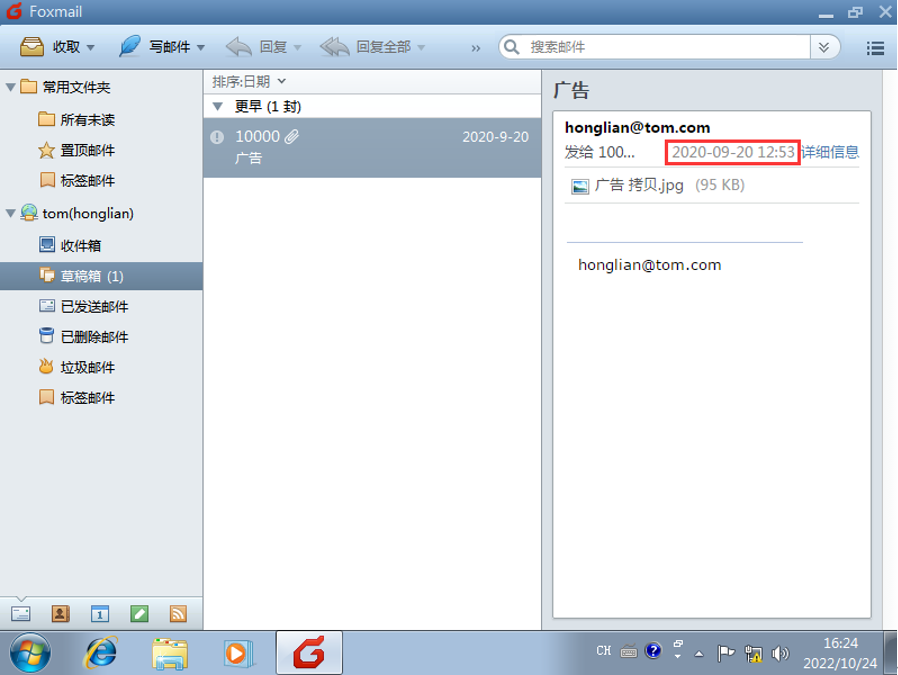 Foxmail
收取 写邮件 回复 回复全部 » 搜索邮件
常用文件夹
所有未读
置顶邮件
标签邮件
tom(honglian)
收件箱
草稿箱 (1)
已发送邮件
已删除邮件
垃圾邮件
标签邮件
排序:日期
更早 (1 封)
10000 2020-9-20
广告
广告
honglian@tom.com
发给 100... 2020-09-20 12:53 详细信息
广告 拷贝.jpg (95 KB)
honglian@tom.com
1
CH 16:24
2022/10/24